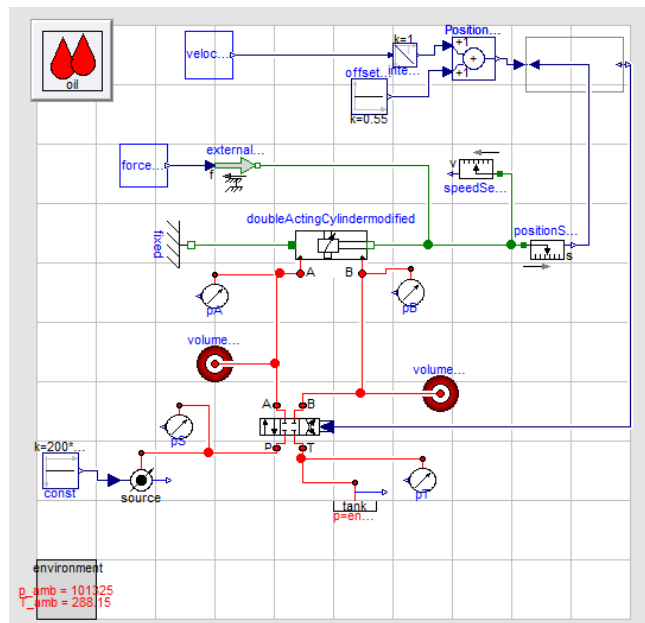 oil
veloc...
k=1
inte...
Position...
+1
+
+1
offset...
k=0.55
force...
external...
f
v
speedSe...
doubleActingCylindermodified
fixed
positionS...
s
A
B
pA
pB
volume...
volume...
A
B
pS
P
T
k=200*...
const
source
tank
p=en...
pT
environment
p_amb = 101325
T_amb = 288.15